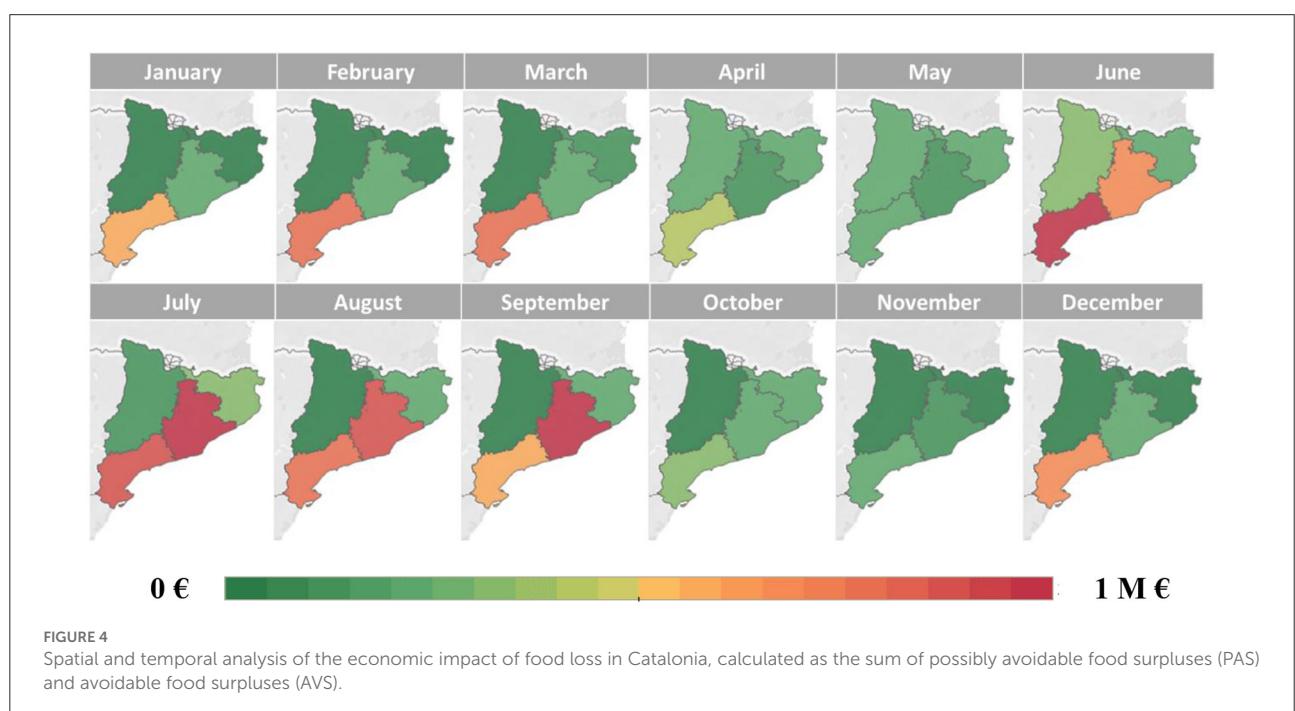 January February March April May June
July August September October November December
0 € 1 M €
FIGURE 4
Spatial and temporal analysis of the economic impact of food loss in Catalonia, calculated as the sum of possibly avoidable food surpluses (PAS)
and avoidable food surpluses (AVS).